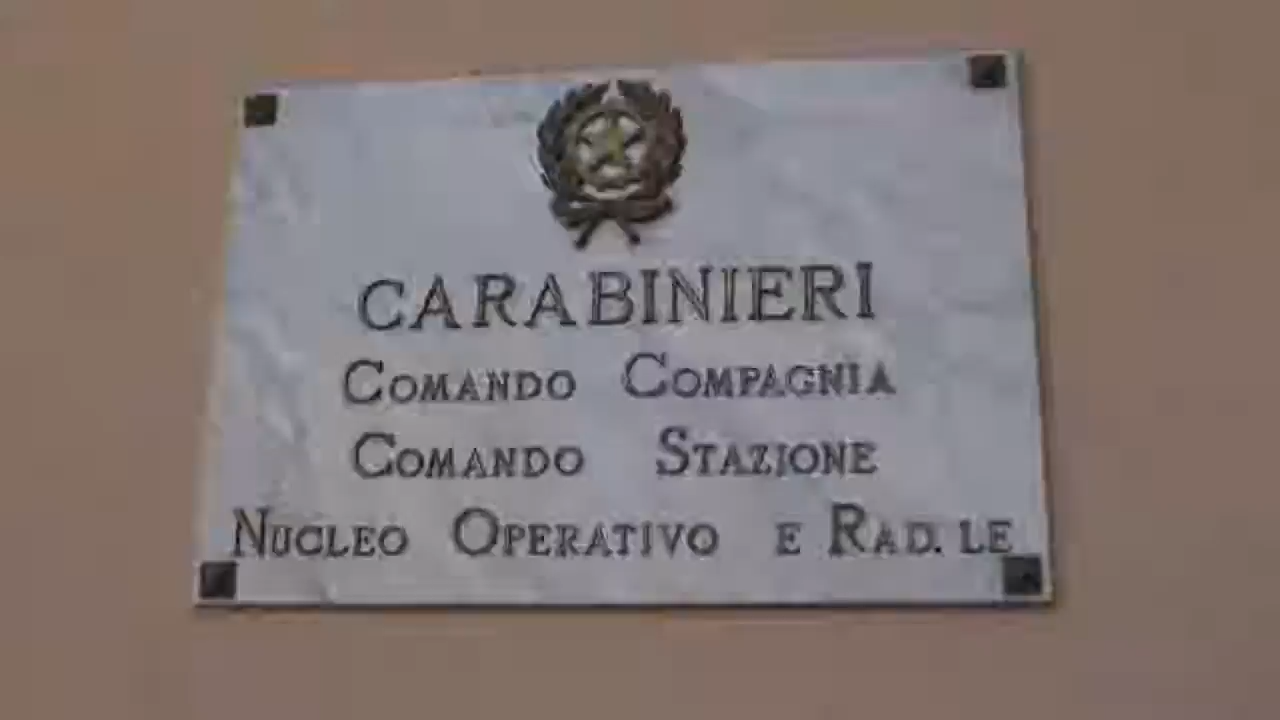 CARABINIERI
COMANDO COMPAGNIA
COMANDO STAZIONE
NUCLEO OPERATIVO E RAD.LE